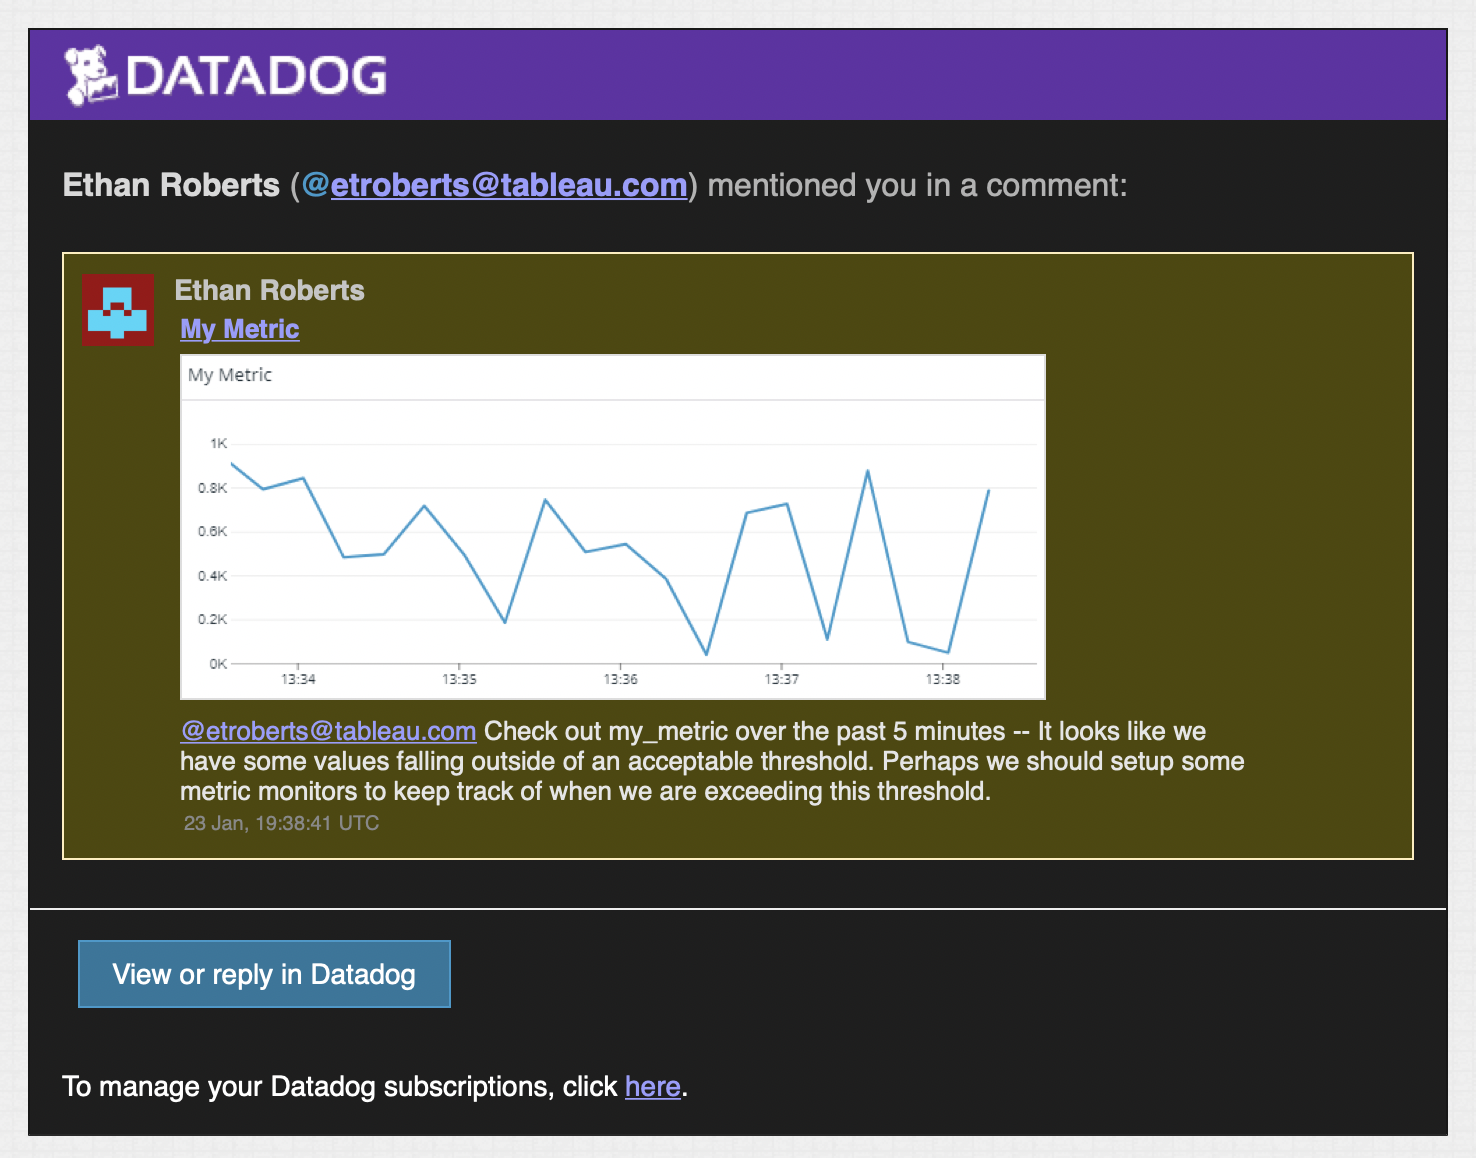 DATADOG
Ethan Roberts (@etroberts@tableau.com) mentioned you in a comment:
Ethan Roberts
My Metric
My Metric
1K
0.8K
0.6K
0.4K
0.2K
0K
13:34 13:35 13:36 13:37 13:38
@etroberts@tableau.com Check out my_metric over the past 5 minutes -- It looks like we
have some values falling outside of an acceptable threshold. Perhaps we should setup some
metric monitors to keep track of when we are exceeding this threshold.
23 Jan, 19:38:41 UTC
View or reply in Datadog
To manage your Datadog subscriptions, click here.